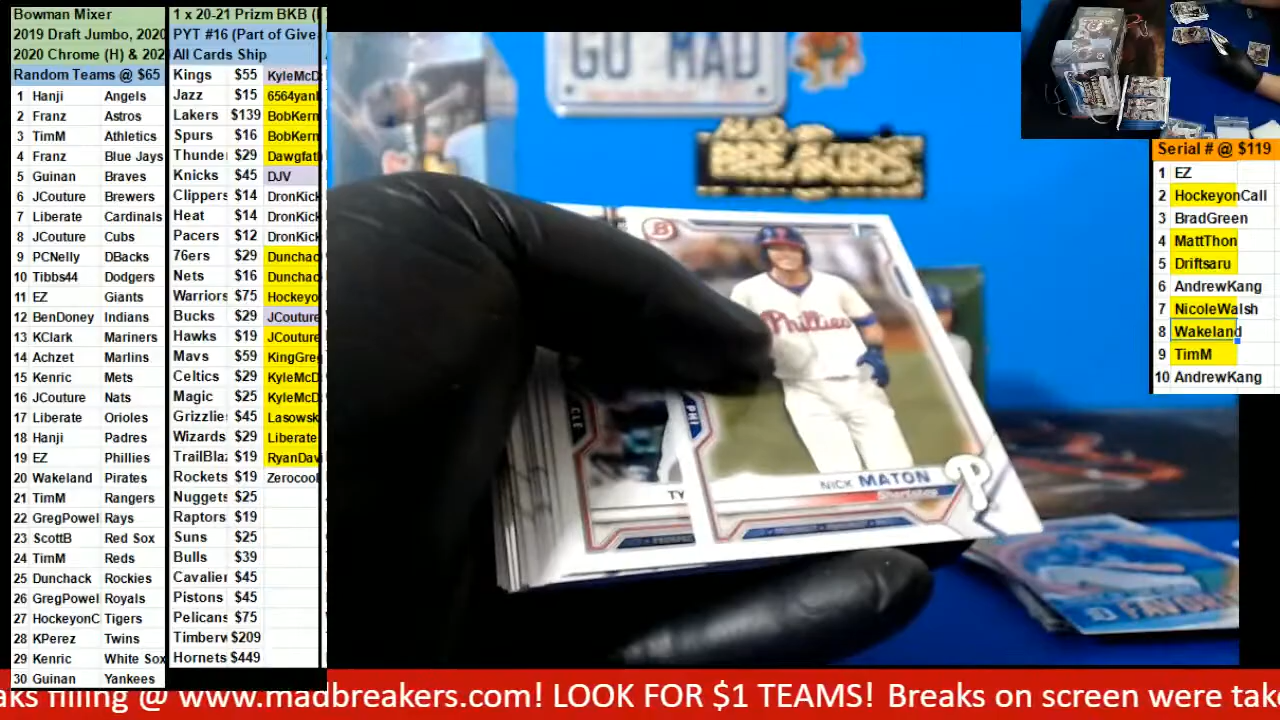 Bowman Mixer
2019 Draft Jumbo, 2020
2020 Chrome (H) & 202
Random Teams @ $65
1 Hanji Angels
2 Franz Astros
3 TimM Athletics
4 Franz Blue Jays
5 Guinan Braves
6 JCouture Brewers
7 Liberate Cardinals
8 JCouture Cubs
9 PCNelly DBacks
10 Tibbs44 Dodgers
11 EZ Giants
12 BenDoney Indians
13 KClark Mariners
14 Achzet Marlins
15 Kenric Mets
16 JCouture Nats
17 Liberate Orioles
18 Hanji Padres
19 EZ Phillies
20 Wakeland Pirates
21 TimM Rangers
22 GregPowel Rays
23 ScottB Red Sox
24 TimM Reds
25 Dunchack Rockies
26 GregPowel Royals
27 HockeyonC Tigers
28 KPerez Twins
29 Kenric White Sox
30 Guinan Yankees
1 x 20-21 Prizm BKB (
PYT #16 (Part of Give
All Cards Ship
Kings $55 KyleMcD
Jazz $15 6564yan
Lakers $139 BobKern
Spurs $16 BobKern
Thunde $29 Dawgfat
Knicks $45 DJV
Clippers $14 DronKick
Heat $14 DronKick
Pacers $12 DronKick
76ers $29 Dunchac
Nets $16 Dunchac
Warriors $75 Hockeyo
Bucks $29 JCouture
Hawks $19 JCouture
Mavs $59 KingGre
Celtics $29 KyleMcD
Magic $25 KyleMcD
Grizzlie $45 Lasowsk
Wizards $29 Liberate
TrailBla $19 RyanDav
Rockets $19 Zerocool
Nuggets $25
Raptors $19
Suns $25
Bulls $39
Cavalier $45
Pistons $45
Pelicans $75
Timberw $209
Hornets $449
GO MAD
MAD
BREAKERS
Phillies
NICK MATON
Shortstop
PHI
CLE
TY
P
Serial # @ $119
1 EZ
2 HockeyonCall
3 BradGreen
4 MattThon
5 Driftsaru
6 AndrewKang
7 NicoleWalsh
8 Wakeland
9 TimM
10 AndrewKang
aks filling @ www.madbreakers.com! LOOK FOR $1 TEAMS! Breaks on screen were take